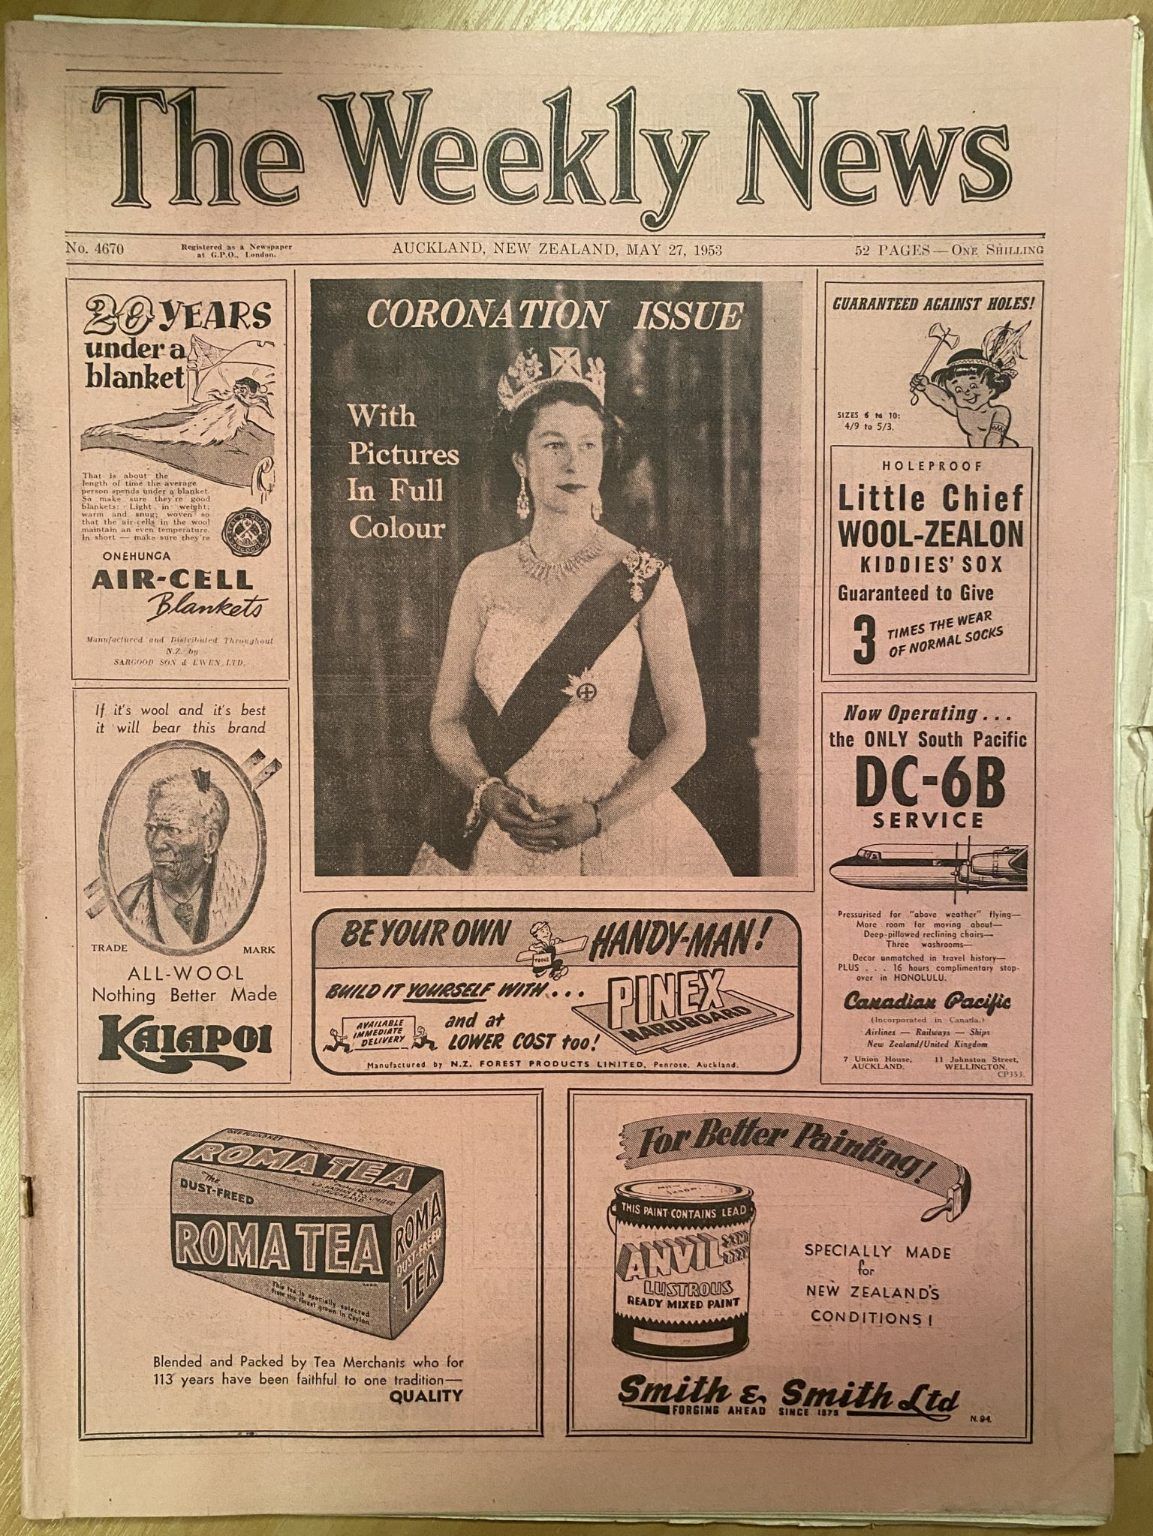 The Weekly News
No. 4670
Registered as a Newspaper
at G.P.O., London.
AUCKLAND, NEW ZEALAND, MAY 27, 1953
52 PAGES — ONE SHILLING
20 YEARS
under a
blanket
That is about the
length of time the average
person spends under a blanket.
So make sure they're good
blankets: Light in weight;
warm and snug; woven so
that the air-cells in the wool
maintain an even temperature.
In short — make sure they're
ONEHUNGA
AIR-CELL
Blankets
Manufactured and Distributed Throughout
N.Z. by
SARGOOD SON & EWEN, LTD.
CORONATION ISSUE
With
Pictures
In Full
Colour
GUARANTEED AGAINST HOLES!
SIZES 6 to 10:
4/9 to 5/3.
HOLEPROOF
Little Chief
WOOL-ZEALON
KIDDIES' SOX
Guaranteed to Give
3 TIMES THE WEAR
OF NORMAL SOCKS
If it's wool and it's best
it will bear this brand
TRADE MARK
ALL-WOOL
Nothing Better Made
KAIAPOI
BE YOUR OWN HANDY-MAN!
BUILD IT YOURSELF WITH...
PINEX
HARDBOARD
AVAILABLE
IMMEDIATE
DELIVERY
and at
LOWER COST too!
Manufactured by N.Z. FOREST PRODUCTS LIMITED, Penrose, Auckland.
Now Operating . . .
the ONLY South Pacific
DC-6B
SERVICE
Pressurised for "above weather" flying—
More room for moving about—
Deep-pillowed reclining chairs—
Three washrooms—
Decor unmatched in travel history—
PLUS . . . 16 hours complimentary stop-
over in HONOLULU.
Canadian Pacific
(Incorporated in Canada.)
Airlines — Railways — Ships
New Zealand/United Kingdom
7 Union House,
AUCKLAND.
11 Johnston Street,
WELLINGTON.
CP353.
ROMA TEA
The
DUST-FREED
ROMA TEA
This tea is specially selected
from the finest grown in Ceylon
ROMA
DUST-FREED
TEA
Blended and Packed by Tea Merchants who for
113 years have been faithful to one tradition—
QUALITY
For Better Painting!
THIS PAINT CONTAINS LEAD
ANVIL
LUSTROUS
READY MIXED PAINT
SPECIALLY MADE
for
NEW ZEALAND'S
CONDITIONS !
Smith & Smith Ltd
FORGING AHEAD SINCE 1875
N.94.